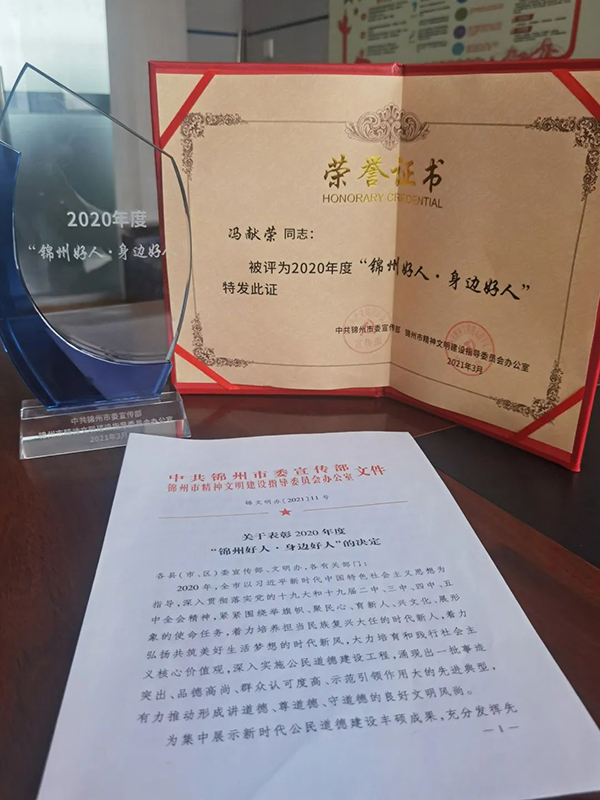 2020年度
“锦州好人·身边好人
中共锦州市委宣传部
锦州市精神文明建设指导委员会办公室
2021年3月
荣誉证书
HONORARY CREDENTIAL
冯献荣 同志：
被评为2020年度“锦州好人·身边好人”
特发此证
中共锦州市委宣传部 锦州市精神文明建设指导委员会办公室
2021年3月
中共锦州市委宣传部
锦州市精神文明建设指导委员会办公室 文件
锦文明办〔2021〕11号
关于表彰2020年度
“锦州好人·身边好人”的决定
各县（市、区）委宣传部、文明办，各有关部门：
2020年，全市以习近平新时代中国特色社会主义思想为
指导，深入贯彻落实党的十九大和十九届二中、三中、四中、五
中全会精神，紧紧围绕举旗帜、聚民心、育新人、兴文化、展形
象的使命任务，着力培养担当民族复兴大任的时代新人，着力
弘扬共筑美好生活梦想的时代新风，大力培育和践行社会主
义核心价值观，深入实施公民道德建设工程，涌现出一批事迹
突出、品德高尚、群众认可度高、示范引领作用大的先进典型，
有力推动形成讲道德、尊道德、守道德的良好文明风尚。
为集中展示新时代公民道德建设丰硕成果，充分发挥先
— 1 —